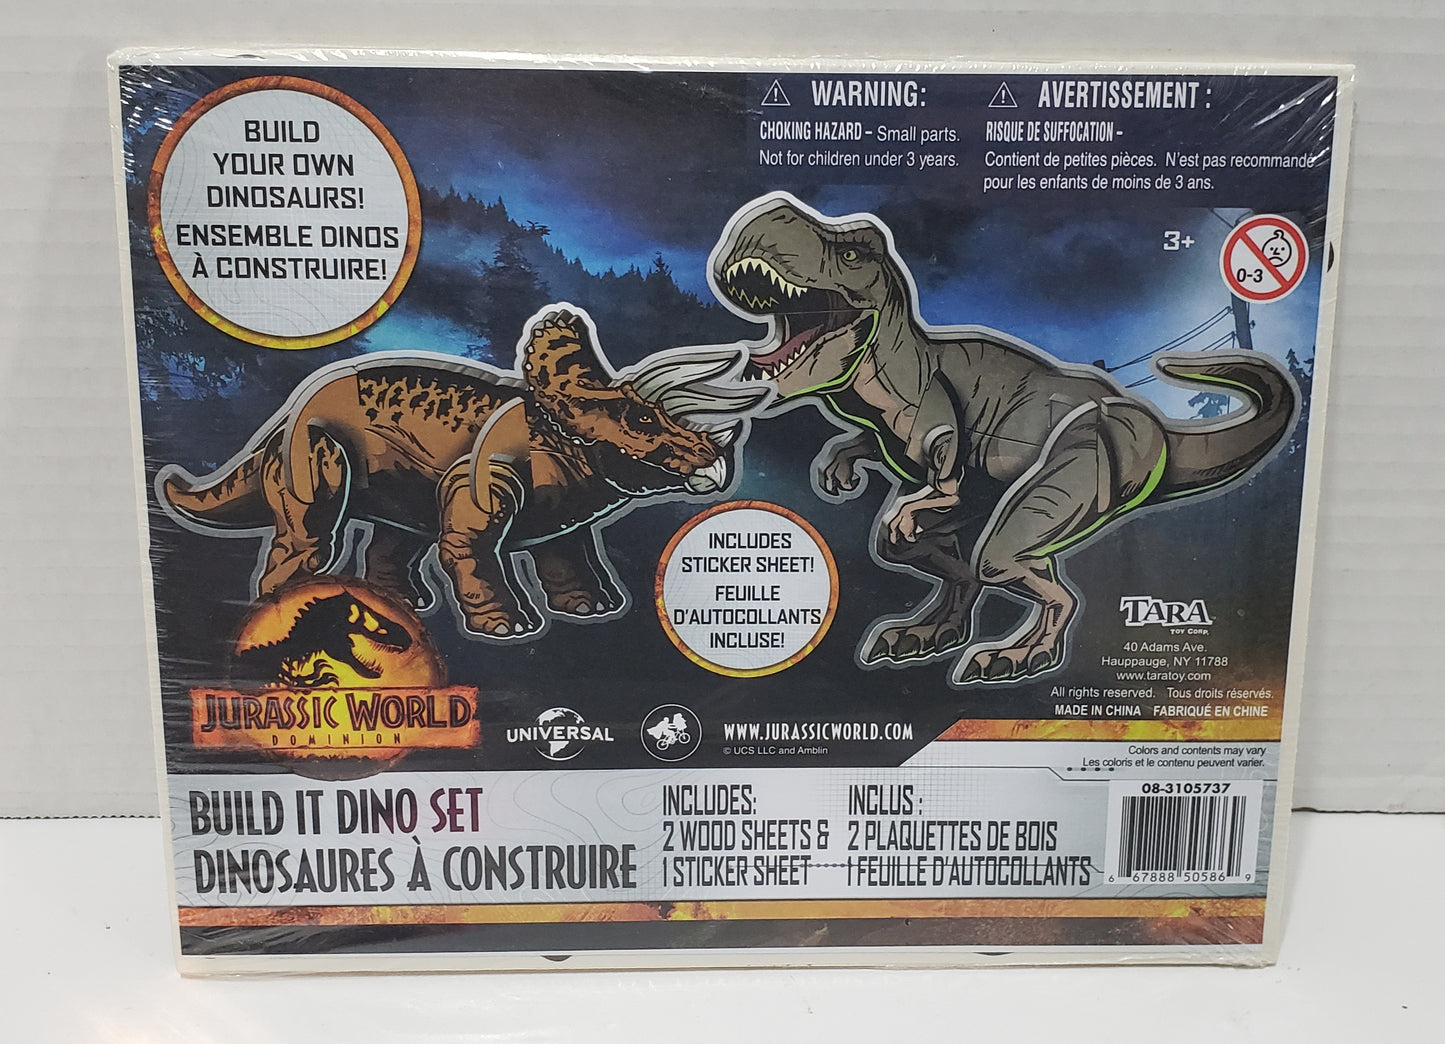 BUILD
YOUR OWN
DINOSAURS!
ENSEMBLE DINOS
À CONSTRUIRE!
WARNING:
CHOKING HAZARD – Small parts.
Not for children under 3 years.
AVERTISSEMENT :
RISQUE DE SUFFOCATION –
Contient de petites pièces. N'est pas recommandé
pour les enfants de moins de 3 ans.
3+
0-3
INCLUDES
STICKER SHEET!
FEUILLE
D'AUTOCOLLANTS
INCLUSE!
TARA
TOY CORP.
40 Adams Ave.
Hauppauge, NY 11788
www.taratoy.com
All rights reserved. Tous droits réservés.
MADE IN CHINA FABRIQUÉ EN CHINE
JURASSIC WORLD
DOMINION
UNIVERSAL
WWW.JURASSICWORLD.COM
© UCS LLC and Amblin
Colors and contents may vary
Les coloris et le contenu peuvent varier.
BUILD IT DINO SET
DINOSAURES À CONSTRUIRE
INCLUDES:
2 WOOD SHEETS &
1 STICKER SHEET
INCLUS :
2 PLAQUETTES DE BOIS
1 FEUILLE D'AUTOCOLLANTS
08-3105737
6 67888 50586 9